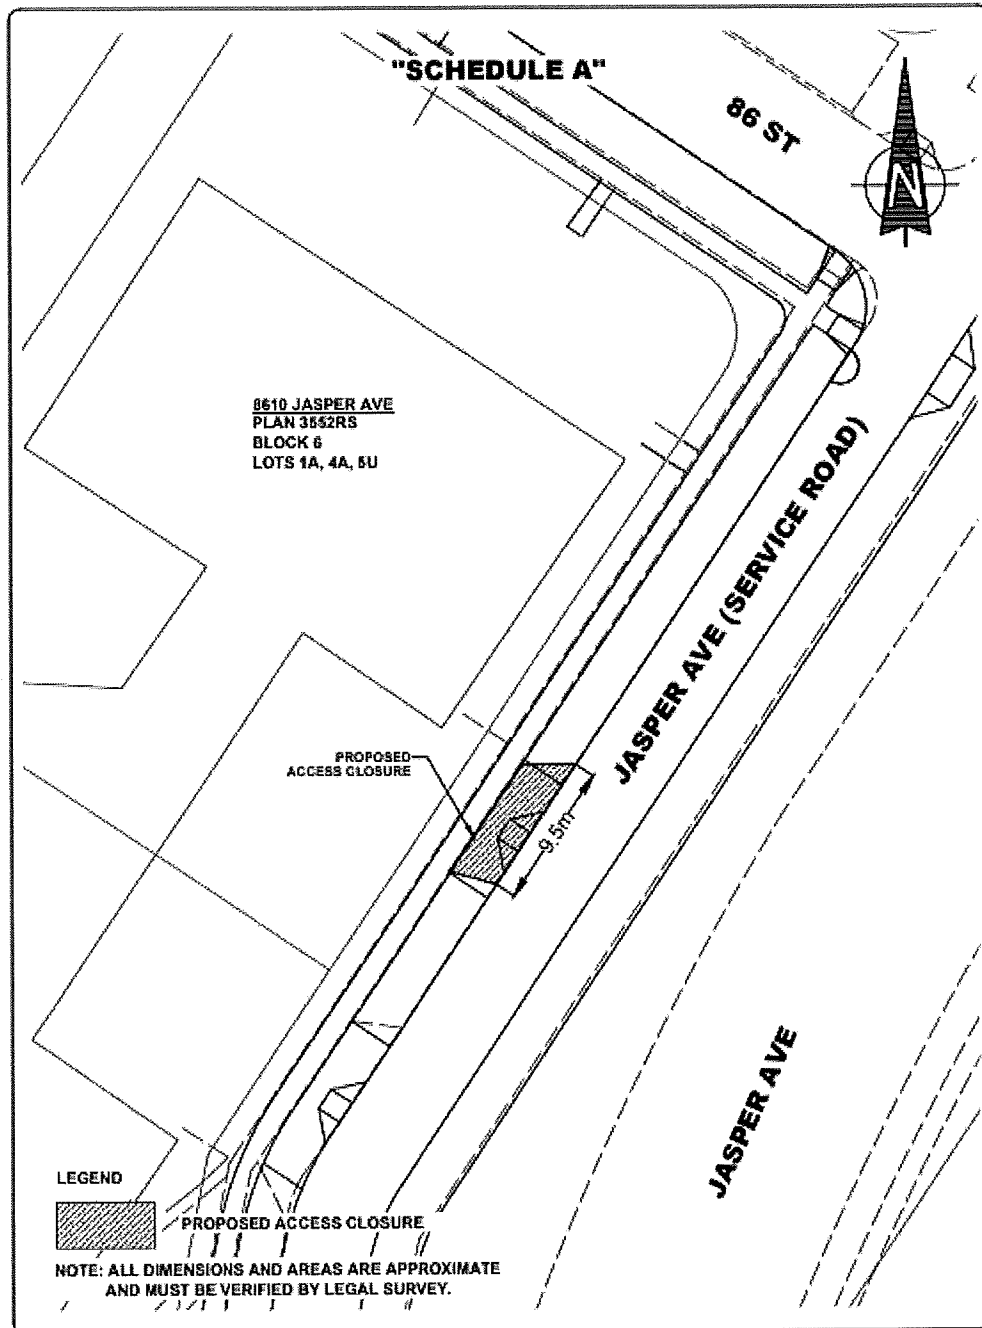 "SCHEDULE A"
86 ST
N
8610 JASPER AVE
PLAN 3552RS
BLOCK 6
LOTS 1A, 4A, 5U
JASPER AVE (SERVICE ROAD)
PROPOSED
ACCESS CLOSURE
9.5m
JASPER AVE
LEGEND
PROPOSED ACCESS CLOSURE
NOTE: ALL DIMENSIONS AND AREAS ARE APPROXIMATE
AND MUST BE VERIFIED BY LEGAL SURVEY.